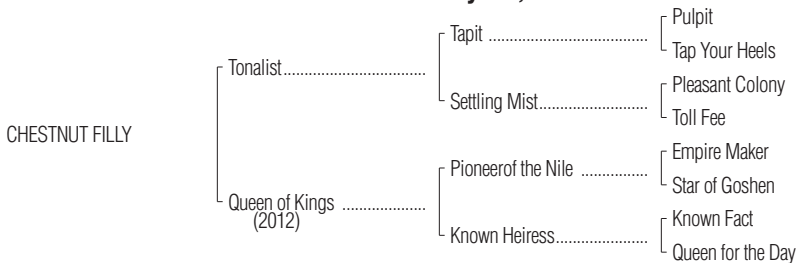 Pulpit
Tapit ......................................
Tap Your Heels
Tonalist..................................
Pleasant Colony
Settling Mist..........................
Toll Fee
CHESTNUT FILLY
Empire Maker
Pioneerof the Nile ................
Star of Goshen
Queen of Kings ....................
(2012)
Known Fact
Known Heiress......................
Queen for the Day